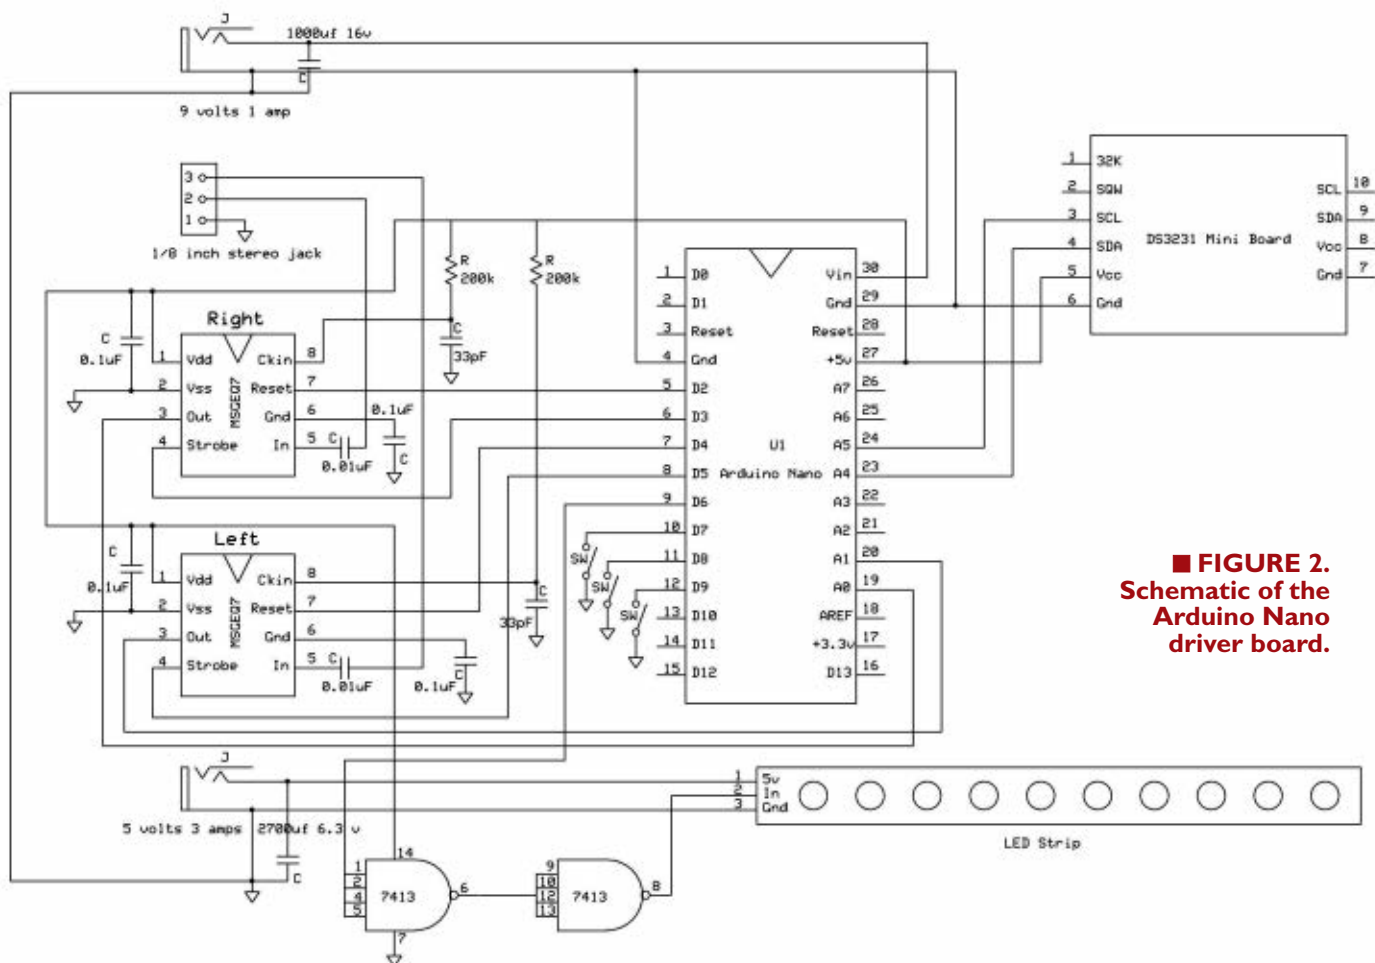 J
1000uf 16v
C
9 volts 1 amp
3
2
1
1/8 inch stereo jack
R
200k
R
200k
C
33pF
C
0.1uF
Right
MSGEQ7
1 Vdd
2 Vss
3 Out
4 Strobe
Ckin 8
Reset 7
Gnd 6
In 5
C
0.01uF
0.1uF
C
C
0.1uF
Left
MSGEQ7
1 Vdd
2 Vss
3 Out
4 Strobe
Ckin 8
Reset 7
Gnd 6
In 5
C
0.01uF
0.1uF
C
C
33pF
U1
Arduino Nano
1 D0
2 D1
3 Reset
4 Gnd
5 D2
6 D3
7 D4
8 D5
9 D6
10 D7
11 D8
12 D9
13 D10
14 D11
15 D12
Vin 30
Gnd 29
Reset 28
+5v 27
A7 26
A6 25
A5 24
A4 23
A3 22
A2 21
A1 20
A0 19
AREF 18
+3.3v 17
D13 16
SW
SW
SW
DS3231 Mini Board
1 32K
2 SQW
3 SCL
4 SDA
5 Vcc
6 Gnd
SCL 10
SDA 9
Vcc 8
Gnd 7
■ FIGURE 2.
Schematic of the
Arduino Nano
driver board.
J
5 volts 3 amps
2700uf 6.3 v
C
1 5v
2 In
3 Gnd
LED Strip
14
1
2
4
5
7413
6
7
9
10
12
13
7413
8